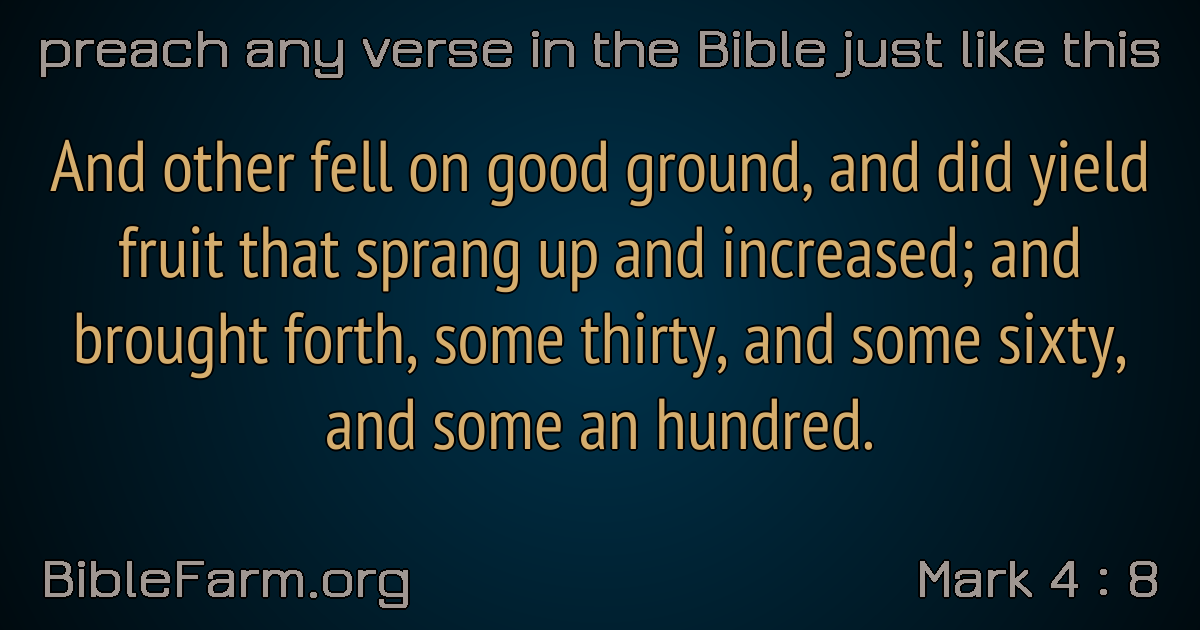 preach any verse in the Bible just like this
And other fell on good ground, and did yield
fruit that sprang up and increased; and
brought forth, some thirty, and some sixty,
and some an hundred.
BibleFarm.org
Mark 4 : 8